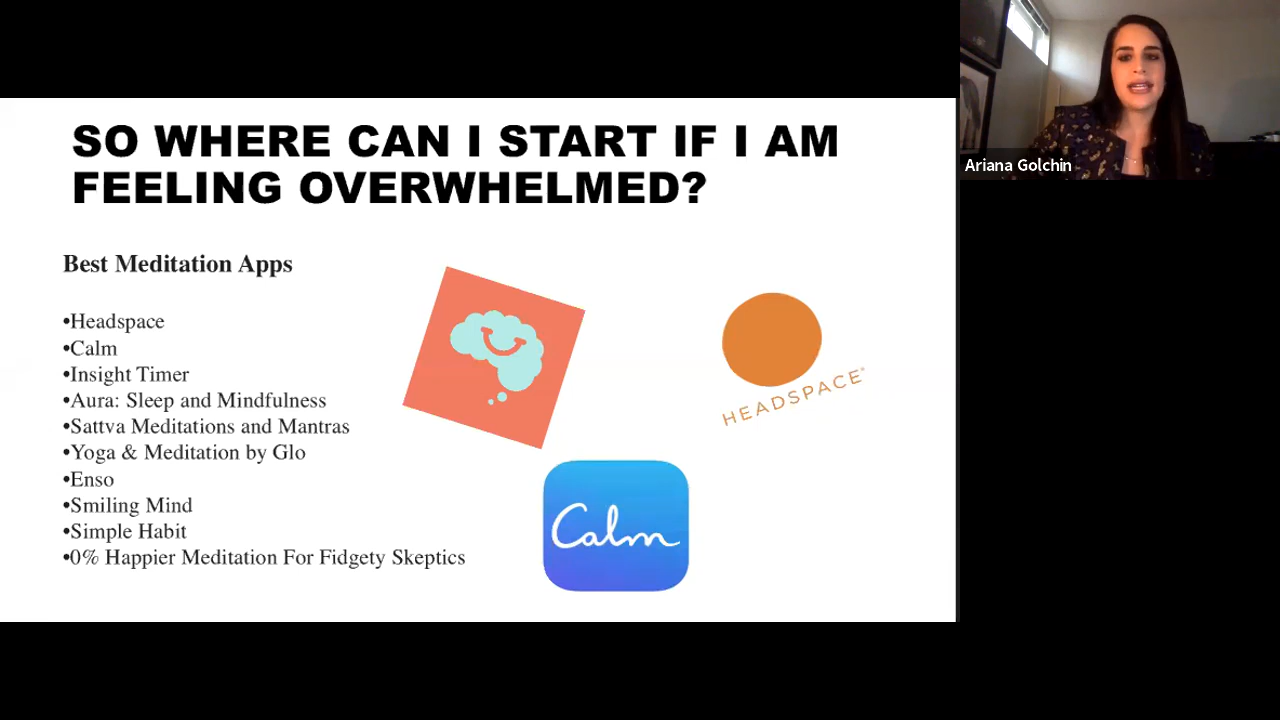 SO WHERE CAN I START IF I AM
FEELING OVERWHELMED?
Best Meditation Apps
•Headspace
•Calm
•Insight Timer
•Aura: Sleep and Mindfulness
•Sattva Meditations and Mantras
•Yoga & Meditation by Glo
•Enso
•Smiling Mind
•Simple Habit
•0% Happier Meditation For Fidgety Skeptics
HEADSPACE®
Calm
Ariana Golchin